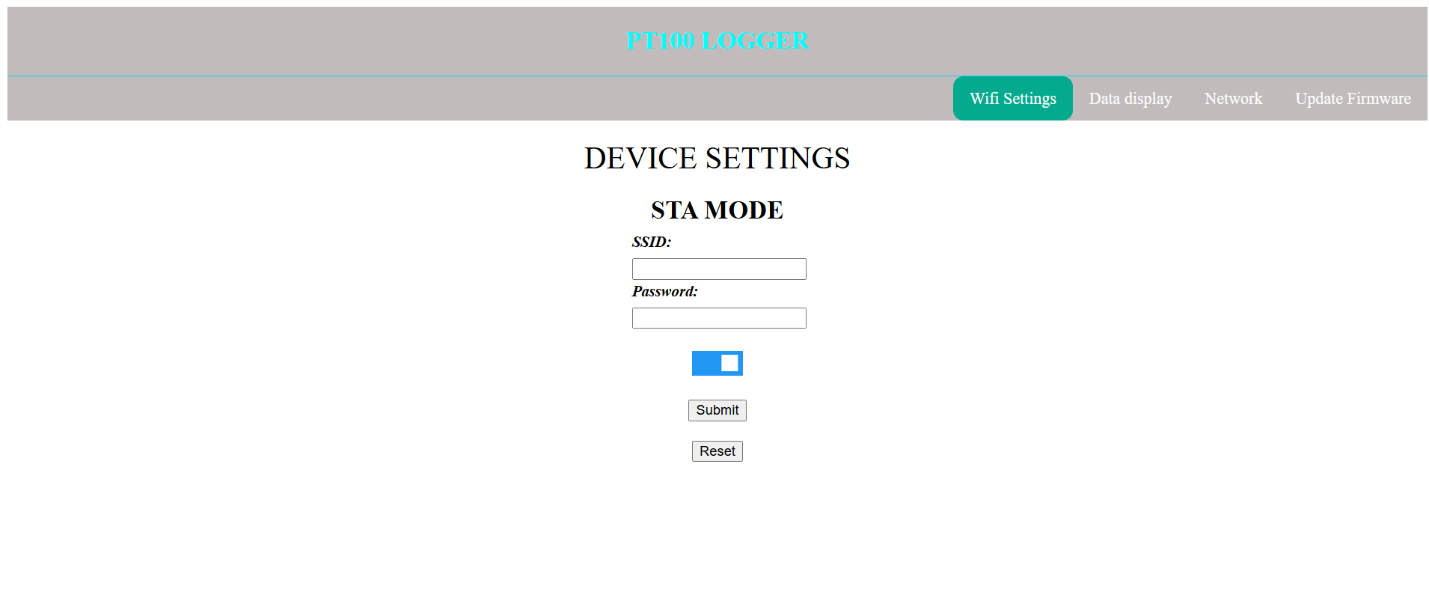 PT100 LOGGER
Wifi Settings Data display Network Update Firmware
DEVICE SETTINGS
STA MODE
SSID:
Password:
Submit
Reset